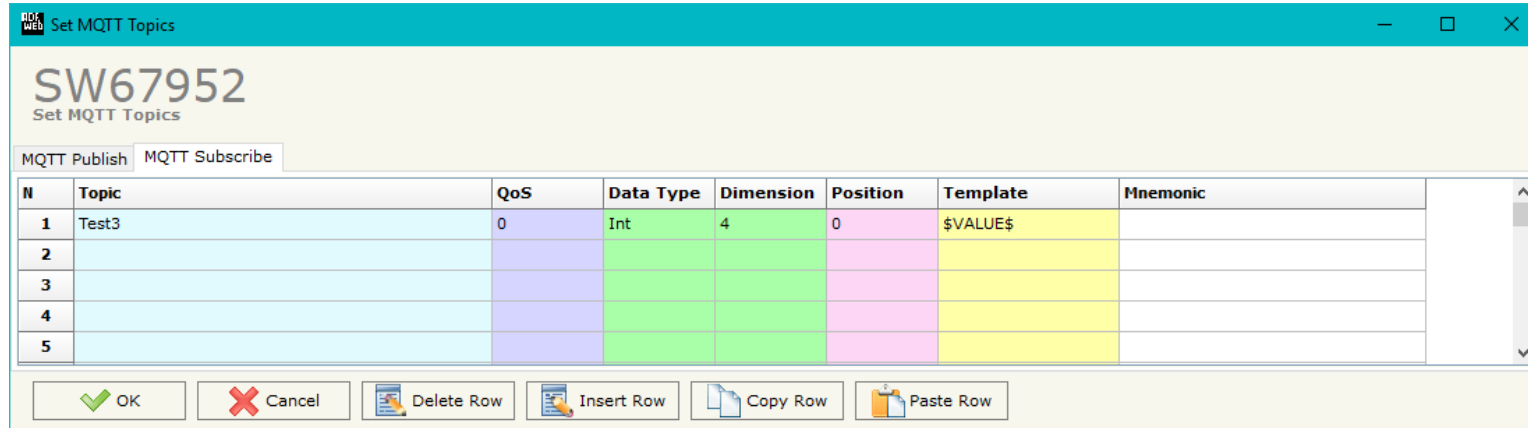 ADF
WEB Set MQTT Topics
SW67952
Set MQTT Topics
MQTT Publish MQTT Subscribe
N Topic QoS Data Type Dimension Position Template Mnemonic
1 Test3 0 Int 4 0 $VALUE$
2
3
4
5
OK Cancel Delete Row Insert Row Copy Row Paste Row